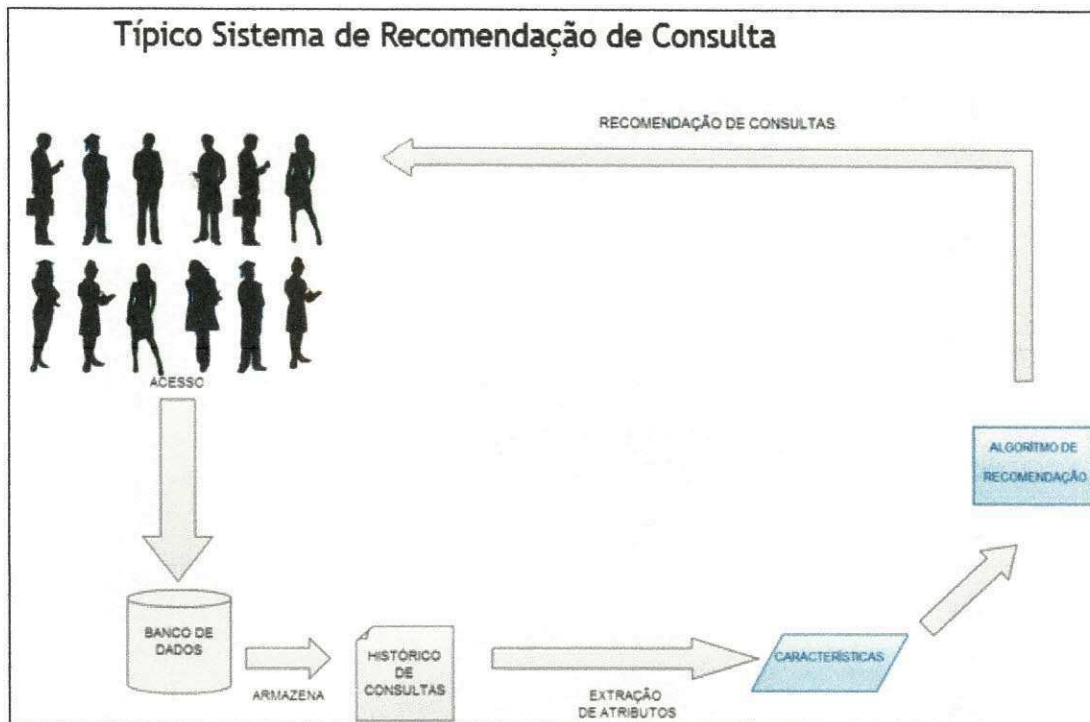 Típico Sistema de Recomendação de Consulta
RECOMENDAÇÃO DE CONSULTAS
ACESSO
ALGORÍTMO DE
RECOMENDAÇÃO
BANCO DE
DADOS
ARMAZENA
HISTÓRICO
DE
CONSULTAS
EXTRAÇÃO
DE ATRIBUTOS
CARACTERÍSTICAS